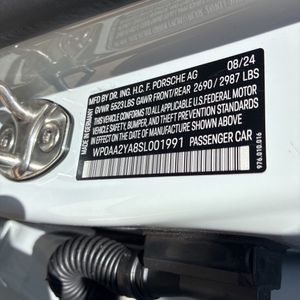 MFD BY DR. ING. H.C. F. PORSCHE AG 08/24
MADE IN GERMANY
GVWR 5523 LBS GAWR FRONT/REAR 2690/2987 LBS
THIS VEHICLE CONFORMS TO ALL APPLICABLE U.S. FEDERAL MOTOR
VEHICLE SAFETY, BUMPER, AND THEFT PREVENTION STANDARDS
IN EFFECT ON THE DATE OF MANUFACTURE SHOWN ABOVE
WP0AA2YA8SL001991 PASSENGER CAR
976.010.016